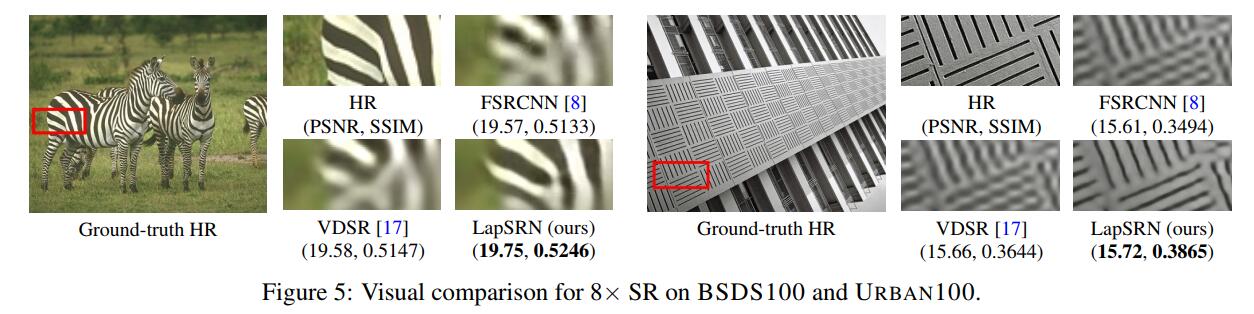 HR
(PSNR, SSIM)
FSRCNN [8]
(19.57, 0.5133)
Ground-truth HR
VDSR [17]
(19.58, 0.5147)
LapSRN (ours)
(19.75, 0.5246)
HR
(PSNR, SSIM)
FSRCNN [8]
(15.61, 0.3494)
Ground-truth HR
VDSR [17]
(15.66, 0.3644)
LapSRN (ours)
(15.72, 0.3865)
Figure 5: Visual comparison for 8× SR on BSDS100 and URBAN100.